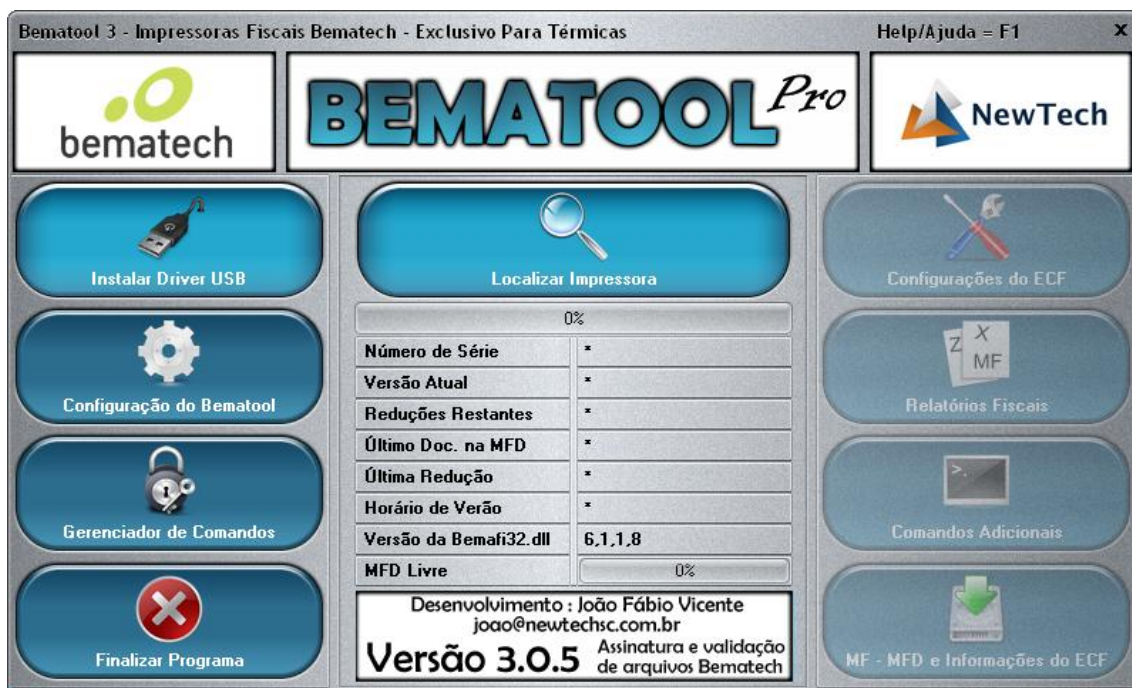 Bematool 3 - Impressoras Fiscais Bematech - Exclusivo Para Térmicas Help/Ajuda = F1 x
bematech
BEMATOOL Pro
NewTech
Instalar Driver USB
Configuração do Bematool
Gerenciador de Comandos
Finalizar Programa
Localizar Impressora
0%
Número de Série *
Versão Atual *
Reduções Restantes *
Último Doc. na MFD *
Última Redução *
Horário de Verão *
Versão da Bemafi32.dll 6,1,1,8
MFD Livre 0%
Desenvolvimento : João Fábio Vicente
joao@newtechsc.com.br
Versão 3.0.5
Assinatura e validação
de arquivos Bematech
Configurações do ECF
Z X
MF
Relatórios Fiscais
>.
Comandos Adicionais
MF - MFD e Informações do ECF